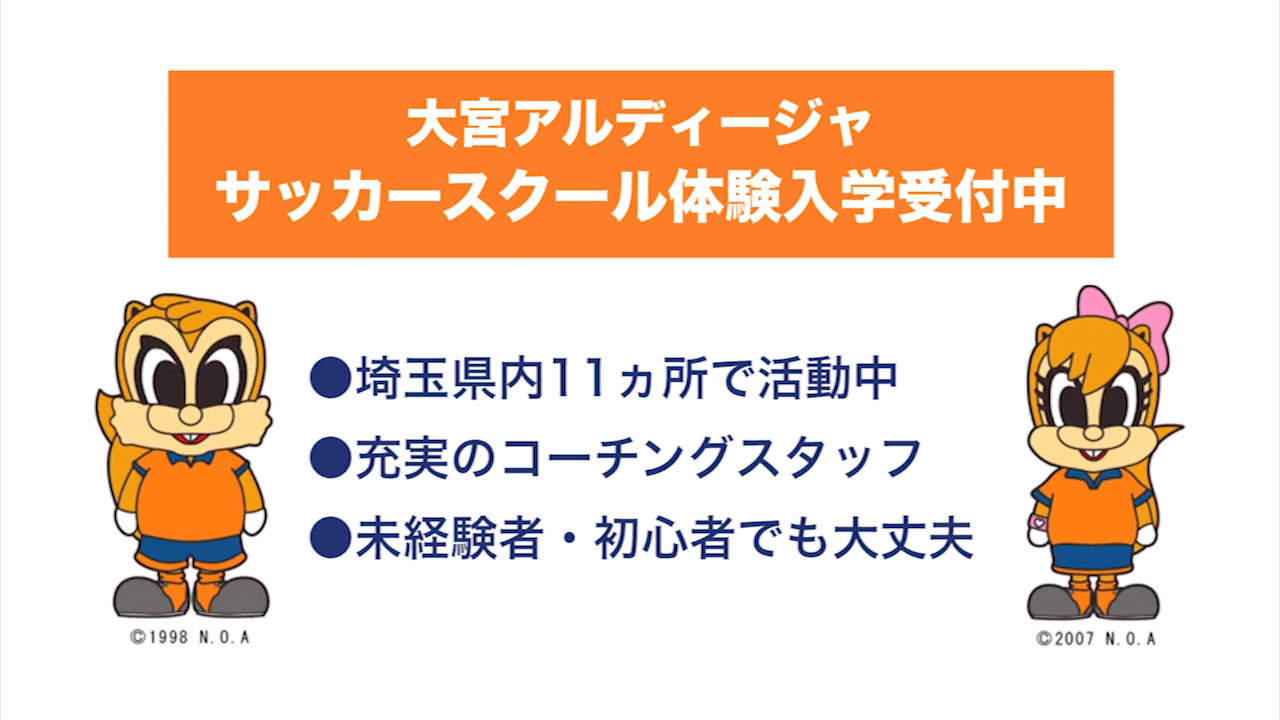 大宮アルディージャ
サッカースクール体験入学受付中
●埼玉県内11ヵ所で活動中
●充実のコーチングスタッフ
●未経験者・初心者でも大丈夫
©1998 N.O.A
©2007 N.O.A